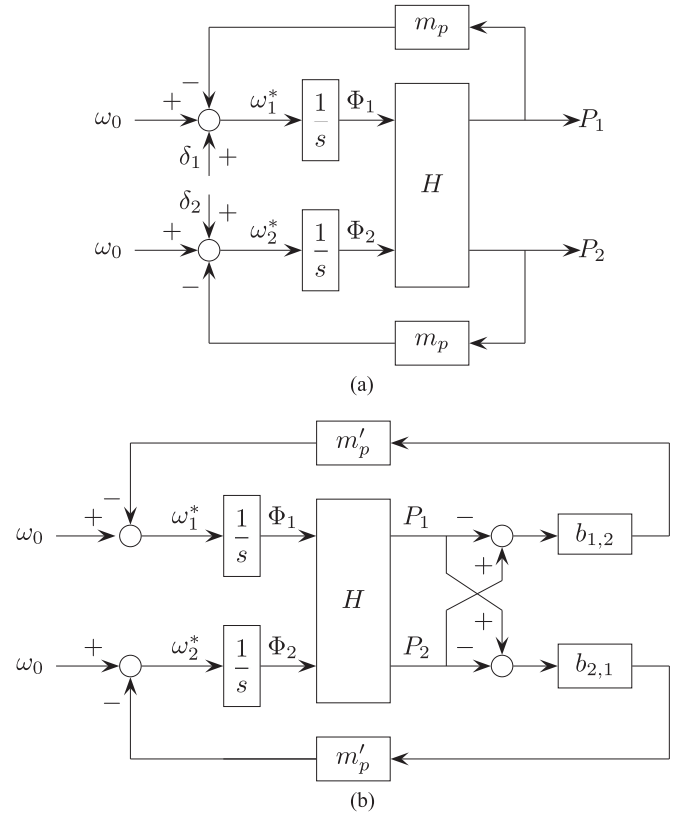 m_p
−
+ ω_1^* 1/s Φ_1
ω_0 P_1
δ_1 +
H
δ_2 +
+ ω_2^* 1/s Φ_2
ω_0 P_2
−
m_p
(a)
m'_p
−
+ ω_1^* 1/s Φ_1 P_1 −
ω_0 b_{1,2}
+
H
+
+ ω_2^* 1/s Φ_2 P_2 −
ω_0 b_{2,1}
−
m'_p
(b)